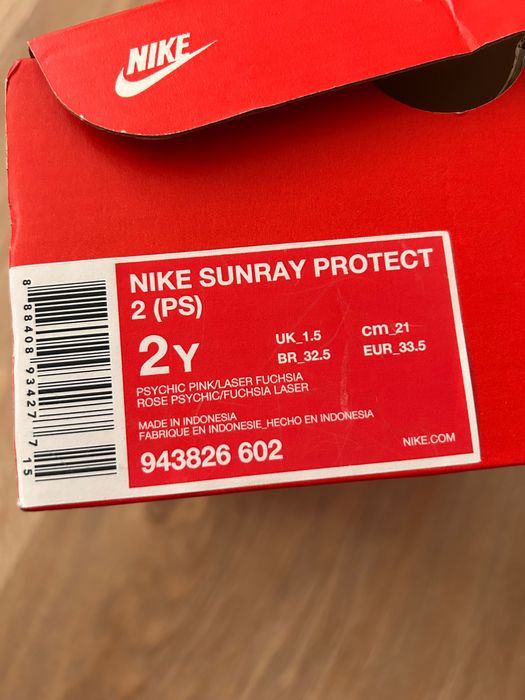 NIKE
NIKE SUNRAY PROTECT
2 (PS)
2Y
UK_1.5
cm_21
BR_32.5
EUR_33.5
PSYCHIC PINK/LASER FUCHSIA
ROSE PSYCHIC/FUCHSIA LASER
MADE IN INDONESIA
FABRIQUE EN INDONESIE_HECHO EN INDONESIA
943826 602
NIKE.COM
8 88408 93427 7 15